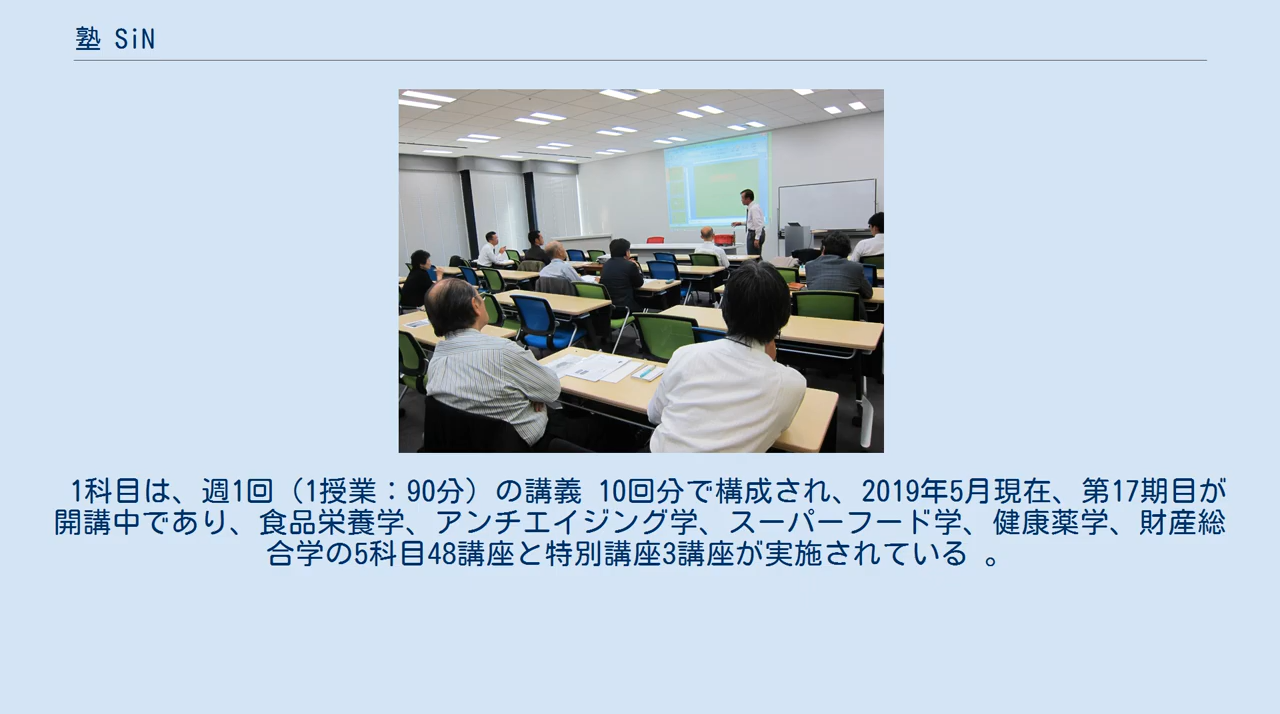 塾 SiN
1科目は、週1回（1授業：90分）の講義 10回分で構成され、2019年5月現在、第17期目が
開講中であり、食品栄養学、アンチエイジング学、スーパーフード学、健康薬学、財産総
合学の5科目48講座と特別講座3講座が実施されている 。